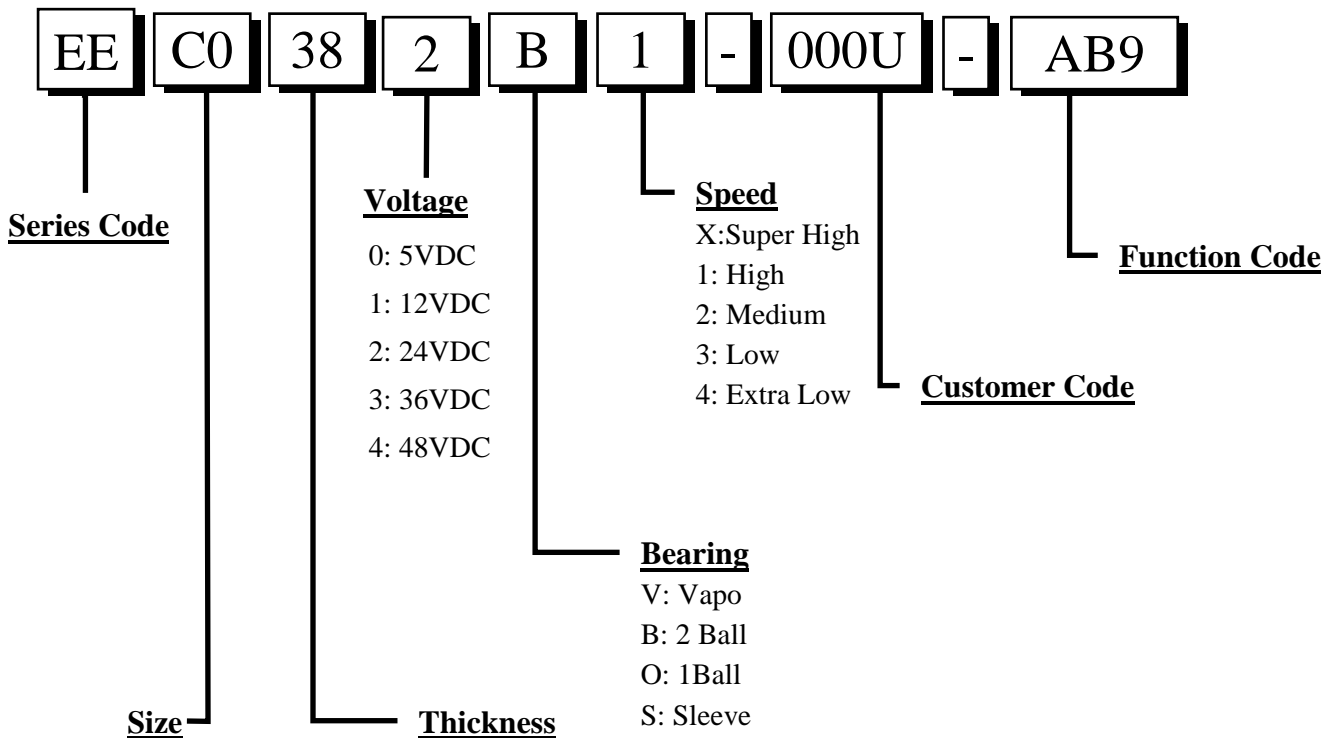 EE C0 38 2 B 1 - 000U - AB9
Series Code
Voltage
0: 5VDC
1: 12VDC
2: 24VDC
3: 36VDC
4: 48VDC
Speed
X:Super High
1: High
2: Medium
3: Low
4: Extra Low
Function Code
Customer Code
Bearing
V: Vapo
B: 2 Ball
O: 1Ball
S: Sleeve
Size
Thickness